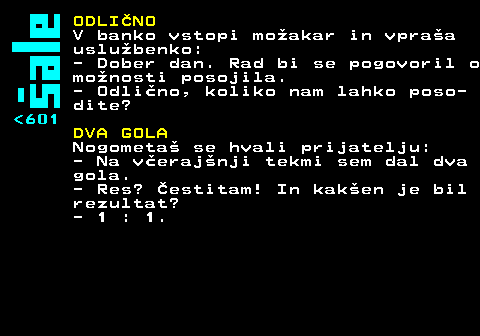 šale
<601
ODLIČNO
V banko vstopi možakar in vpraša
uslužbenko:
- Dober dan. Rad bi se pogovoril o
možnosti posojila.
- Odlično, koliko nam lahko poso-
dite?
DVA GOLA
Nogometaš se hvali prijatelju:
- Na včerajšnji tekmi sem dal dva
gola.
- Res? Čestitam! In kakšen je bil
rezultat?
- 1 : 1.